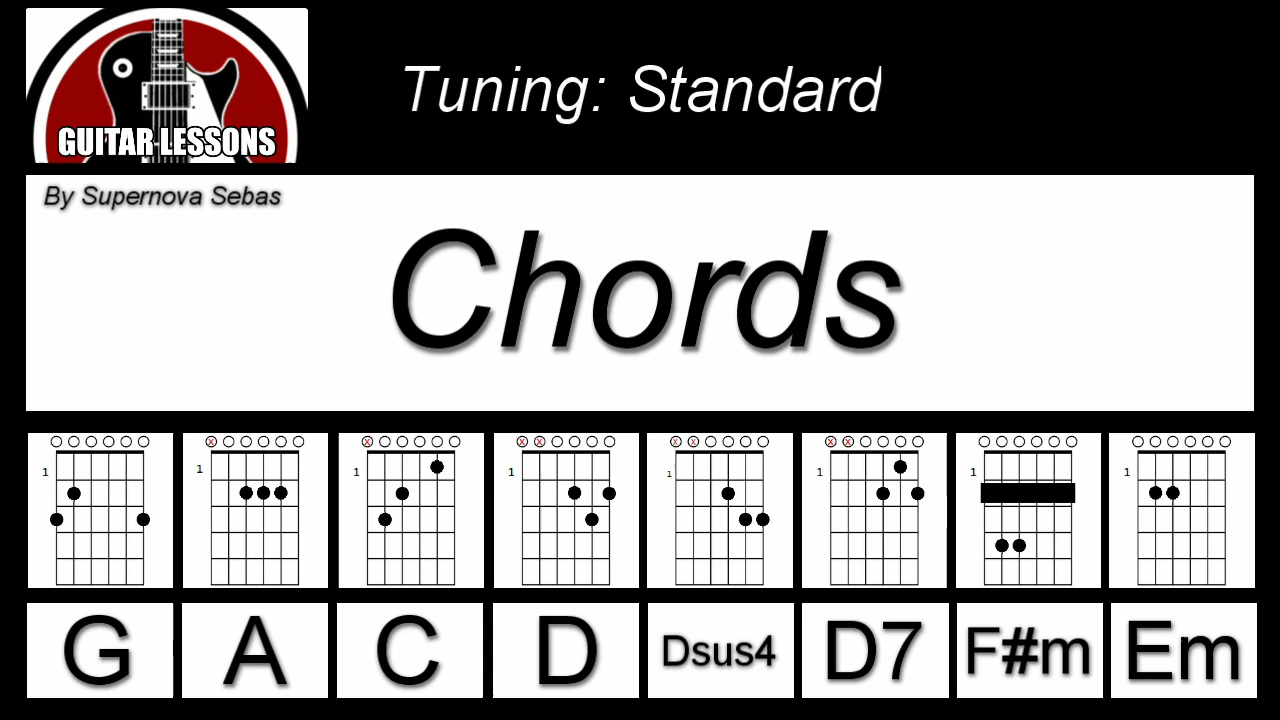 Tuning: Standard
GUITAR LESSONS
By Supernova Sebas
Chords
x x x x x x x x x
1 1 1 1 1 1 1 1
G A C D Dsus4 D7 F#m Em